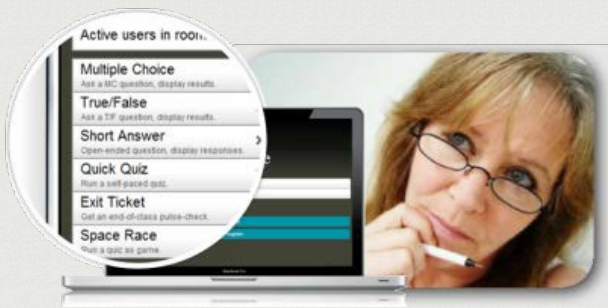 Active users in room
Multiple Choice
Ask a MC question, display results.
True/False
Ask a T/F question, display results.
Short Answer
Open-ended question, display responses.
Quick Quiz
Run a self-paced quiz.
Exit Ticket
Get an end-of-class pulse-check.
Space Race
Run a quiz as game.